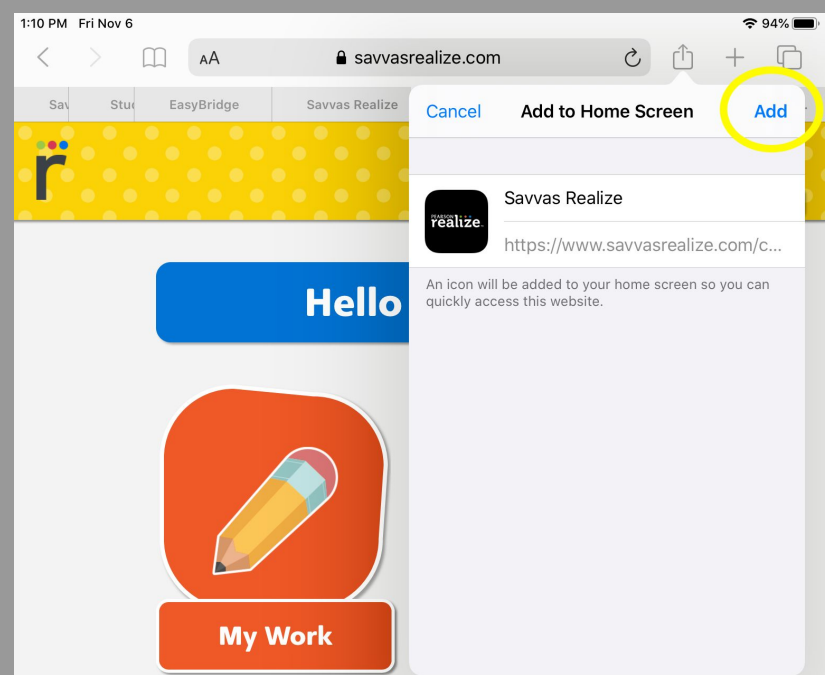 1:10 PM Fri Nov 6 94%
AA savvasrealize.com
Sav Stud EasyBridge Savvas Realize
Cancel Add to Home Screen Add
r
PEARSON
realize
Savvas Realize
https://www.savvasrealize.com/c...
An icon will be added to your home screen so you can
quickly access this website.
Hello
My Work